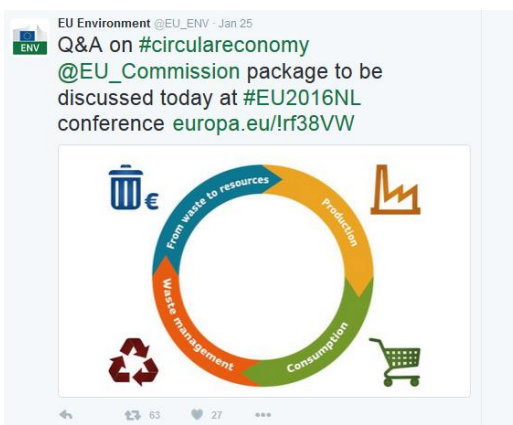 EU Environment @EU_ENV · Jan 25
ENV
Q&A on #circulareconomy
@EU_Commission package to be
discussed today at #EU2016NL
conference europa.eu/!rf38VW
€
From waste to resources
Production
Waste management
Consumption
63 27